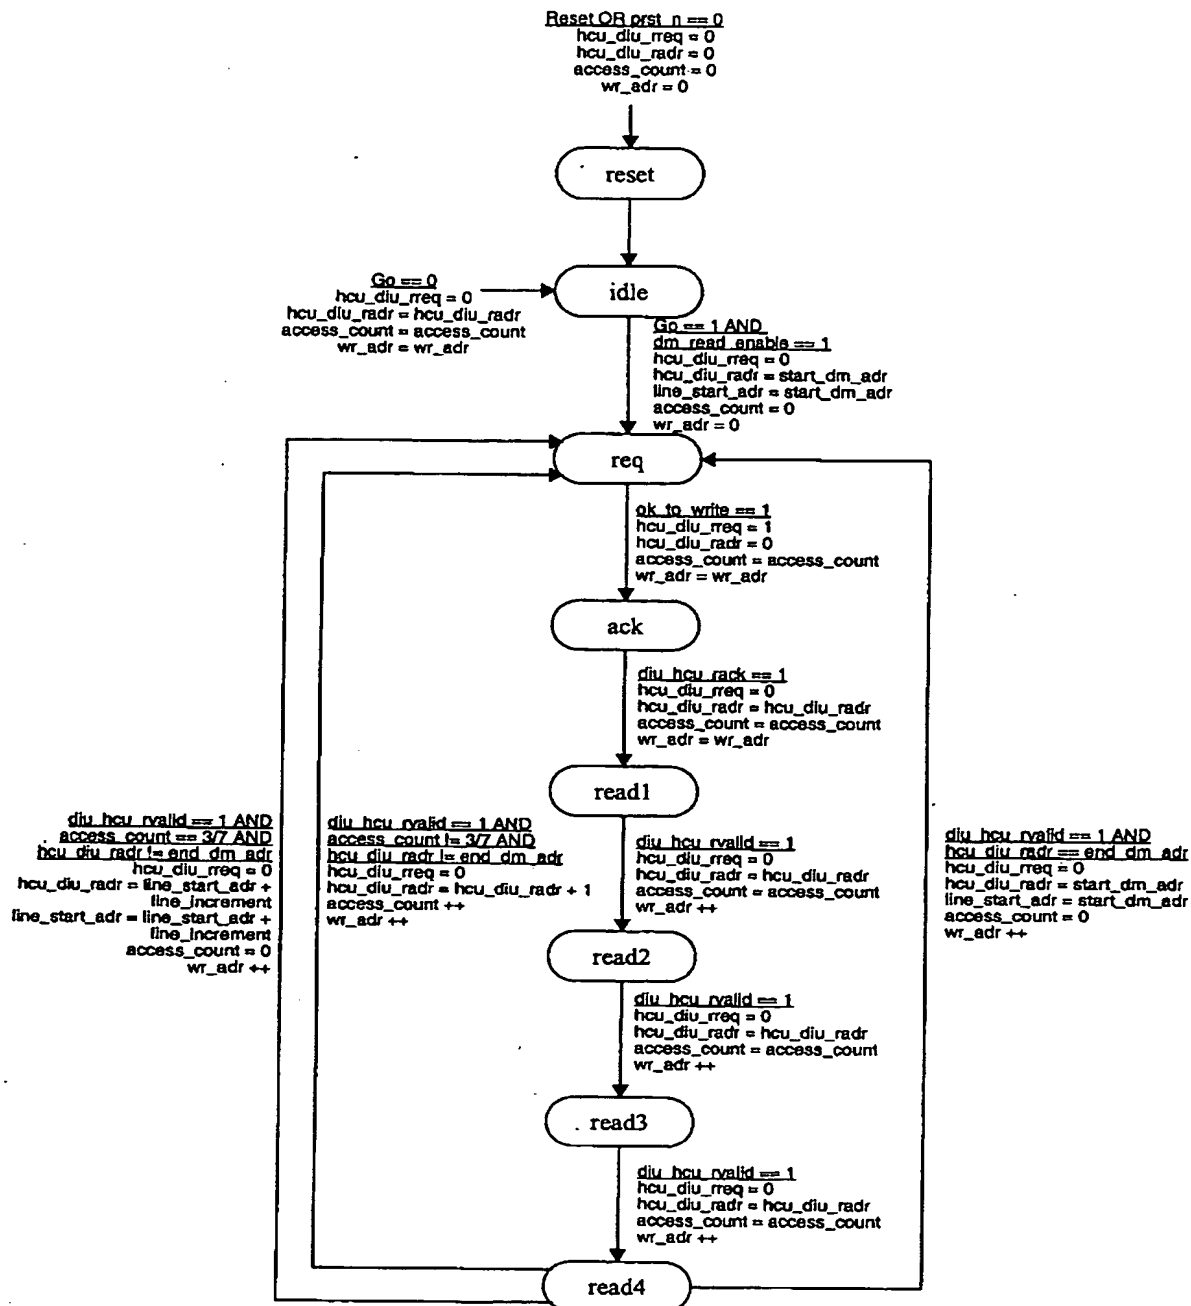 Reset OR prst_n == 0
hcu_diu_rreq = 0
hcu_diu_radr = 0
access_count = 0
wr_adr = 0
reset
Go == 0
hcu_diu_rreq = 0
hcu_diu_radr = hcu_diu_radr
access_count = access_count
wr_adr = wr_adr
idle
Go == 1 AND
dm_read_enable == 1
hcu_diu_rreq = 0
hcu_diu_radr = start_dm_adr
line_start_adr = start_dm_adr
access_count = 0
wr_adr = 0
req
ok_to_write == 1
hcu_diu_rreq = 1
hcu_diu_radr = 0
access_count = access_count
wr_adr = wr_adr
ack
diu_hcu_rack == 1
hcu_diu_rreq = 0
hcu_diu_radr = hcu_diu_radr
access_count = access_count
wr_adr = wr_adr
read1
diu_hcu_rvalid == 1 AND
access_count == 3/7 AND
hcu_diu_radr != end_dm_adr
hcu_diu_rreq = 0
hcu_diu_radr = line_start_adr +
line_increment
line_start_adr = line_start_adr +
line_increment
access_count = 0
wr_adr ++
diu_hcu_rvalid == 1 AND
access_count != 3/7 AND
hcu_diu_radr != end_dm_adr
hcu_diu_rreq = 0
hcu_diu_radr = hcu_diu_radr + 1
access_count ++
wr_adr ++
diu_hcu_rvalid == 1
hcu_diu_rreq = 0
hcu_diu_radr = hcu_diu_radr
access_count = access_count
wr_adr ++
diu_hcu_rvalid == 1 AND
hcu_diu_radr == end_dm_adr
hcu_diu_rreq = 0
hcu_diu_radr = start_dm_adr
line_start_adr = start_dm_adr
access_count = 0
wr_adr ++
read2
diu_hcu_rvalid == 1
hcu_diu_rreq = 0
hcu_diu_radr = hcu_diu_radr
access_count = access_count
wr_adr ++
read3
diu_hcu_rvalid == 1
hcu_diu_rreq = 0
hcu_diu_radr = hcu_diu_radr
access_count = access_count
wr_adr ++
read4